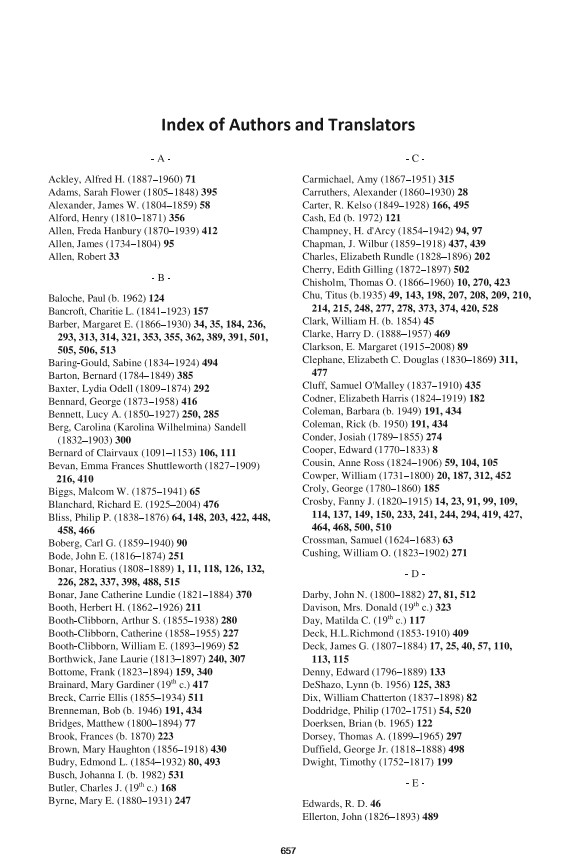 Index of Authors and Translators
- A -
Ackley, Alfred H. (1887–1960) 71
Adams, Sarah Flower (1805–1848) 395
Alexander, James W. (1804–1859) 58
Alford, Henry (1810–1871) 356
Allen, Freda Hanbury (1870–1939) 412
Allen, James (1734–1804) 95
Allen, Robert 33
- B -
Baloche, Paul (b. 1962) 124
Bancroft, Charitie L. (1841–1923) 157
Barber, Margaret E. (1866–1930) 34, 35, 184, 236,
293, 313, 314, 321, 353, 355, 362, 389, 391, 501,
505, 506, 513
Baring-Gould, Sabine (1834–1924) 494
Barton, Bernard (1784–1849) 385
Baxter, Lydia Odell (1809–1874) 292
Bennard, George (1873–1958) 416
Bennett, Lucy A. (1850–1927) 250, 285
Berg, Carolina (Karolina Wilhelmina) Sandell
(1832–1903) 300
Bernard of Clairvaux (1091–1153) 106, 111
Bevan, Emma Frances Shuttleworth (1827–1909)
216, 410
Biggs, Malcom W. (1875–1941) 65
Blanchard, Richard E. (1925–2004) 476
Bliss, Philip P. (1838–1876) 64, 148, 203, 422, 448,
458, 466
Boberg, Carl G. (1859–1940) 90
Bode, John E. (1816–1874) 251
Bonar, Horatius (1808–1889) 1, 11, 118, 126, 132,
226, 282, 337, 398, 488, 515
Bonar, Jane Catherine Lundie (1821–1884) 370
Booth, Herbert H. (1862–1926) 211
Booth-Clibborn, Arthur S. (1855–1938) 280
Booth-Clibborn, Catherine (1858–1955) 227
Booth-Clibborn, William E. (1893–1969) 52
Borthwick, Jane Laurie (1813–1897) 240, 307
Bottome, Frank (1823–1894) 159, 340
Brainard, Mary Gardiner (19th c.) 417
Breck, Carrie Ellis (1855–1934) 511
Brenneman, Bob (b. 1946) 191, 434
Bridges, Matthew (1800–1894) 77
Brook, Frances (b. 1870) 223
Brown, Mary Haughton (1856–1918) 430
Budry, Edmond L. (1854–1932) 80, 493
Busch, Johanna I. (b. 1982) 531
Butler, Charles J. (19th c.) 168
Byrne, Mary E. (1880–1931) 247
- C -
Carmichael, Amy (1867–1951) 315
Carruthers, Alexander (1860–1930) 28
Carter, R. Kelso (1849–1928) 166, 495
Cash, Ed (b. 1972) 121
Champney, H. d'Arcy (1854–1942) 94, 97
Chapman, J. Wilbur (1859–1918) 437, 439
Charles, Elizabeth Rundle (1828–1896) 202
Cherry, Edith Gilling (1872–1897) 502
Chisholm, Thomas O. (1866–1960) 10, 270, 423
Chu, Titus (b.1935) 49, 143, 198, 207, 208, 209, 210,
214, 215, 248, 277, 278, 373, 374, 420, 528
Clark, William H. (b. 1854) 45
Clarke, Harry D. (1888–1957) 469
Clarkson, E. Margaret (1915–2008) 89
Clephane, Elizabeth C. Douglas (1830–1869) 311,
477
Cluff, Samuel O'Malley (1837–1910) 435
Codner, Elizabeth Harris (1824–1919) 182
Coleman, Barbara (b. 1949) 191, 434
Coleman, Rick (b. 1950) 191, 434
Conder, Josiah (1789–1855) 274
Cooper, Edward (1770–1833) 8
Cousin, Anne Ross (1824–1906) 59, 104, 105
Cowper, William (1731–1800) 20, 187, 312, 452
Croly, George (1780–1860) 185
Crosby, Fanny J. (1820–1915) 14, 23, 91, 99, 109,
114, 137, 149, 150, 233, 241, 244, 294, 419, 427,
464, 468, 500, 510
Crossman, Samuel (1624–1683) 63
Cushing, William O. (1823–1902) 271
- D -
Darby, John N. (1800–1882) 27, 81, 512
Davison, Mrs. Donald (19th c.) 323
Day, Matilda C. (19th c.) 117
Deck, H.L.Richmond (1853-1910) 409
Deck, James G. (1807–1884) 17, 25, 40, 57, 110,
113, 115
Denny, Edward (1796–1889) 133
DeShazo, Lynn (b. 1956) 125, 383
Dix, William Chatterton (1837–1898) 82
Doddridge, Philip (1702–1751) 54, 520
Doerksen, Brian (b. 1965) 122
Dorsey, Thomas A. (1899–1965) 297
Duffield, George Jr. (1818–1888) 498
Dwight, Timothy (1752–1817) 199
- E -
Edwards, R. D. 46
Ellerton, John (1826–1893) 489
657